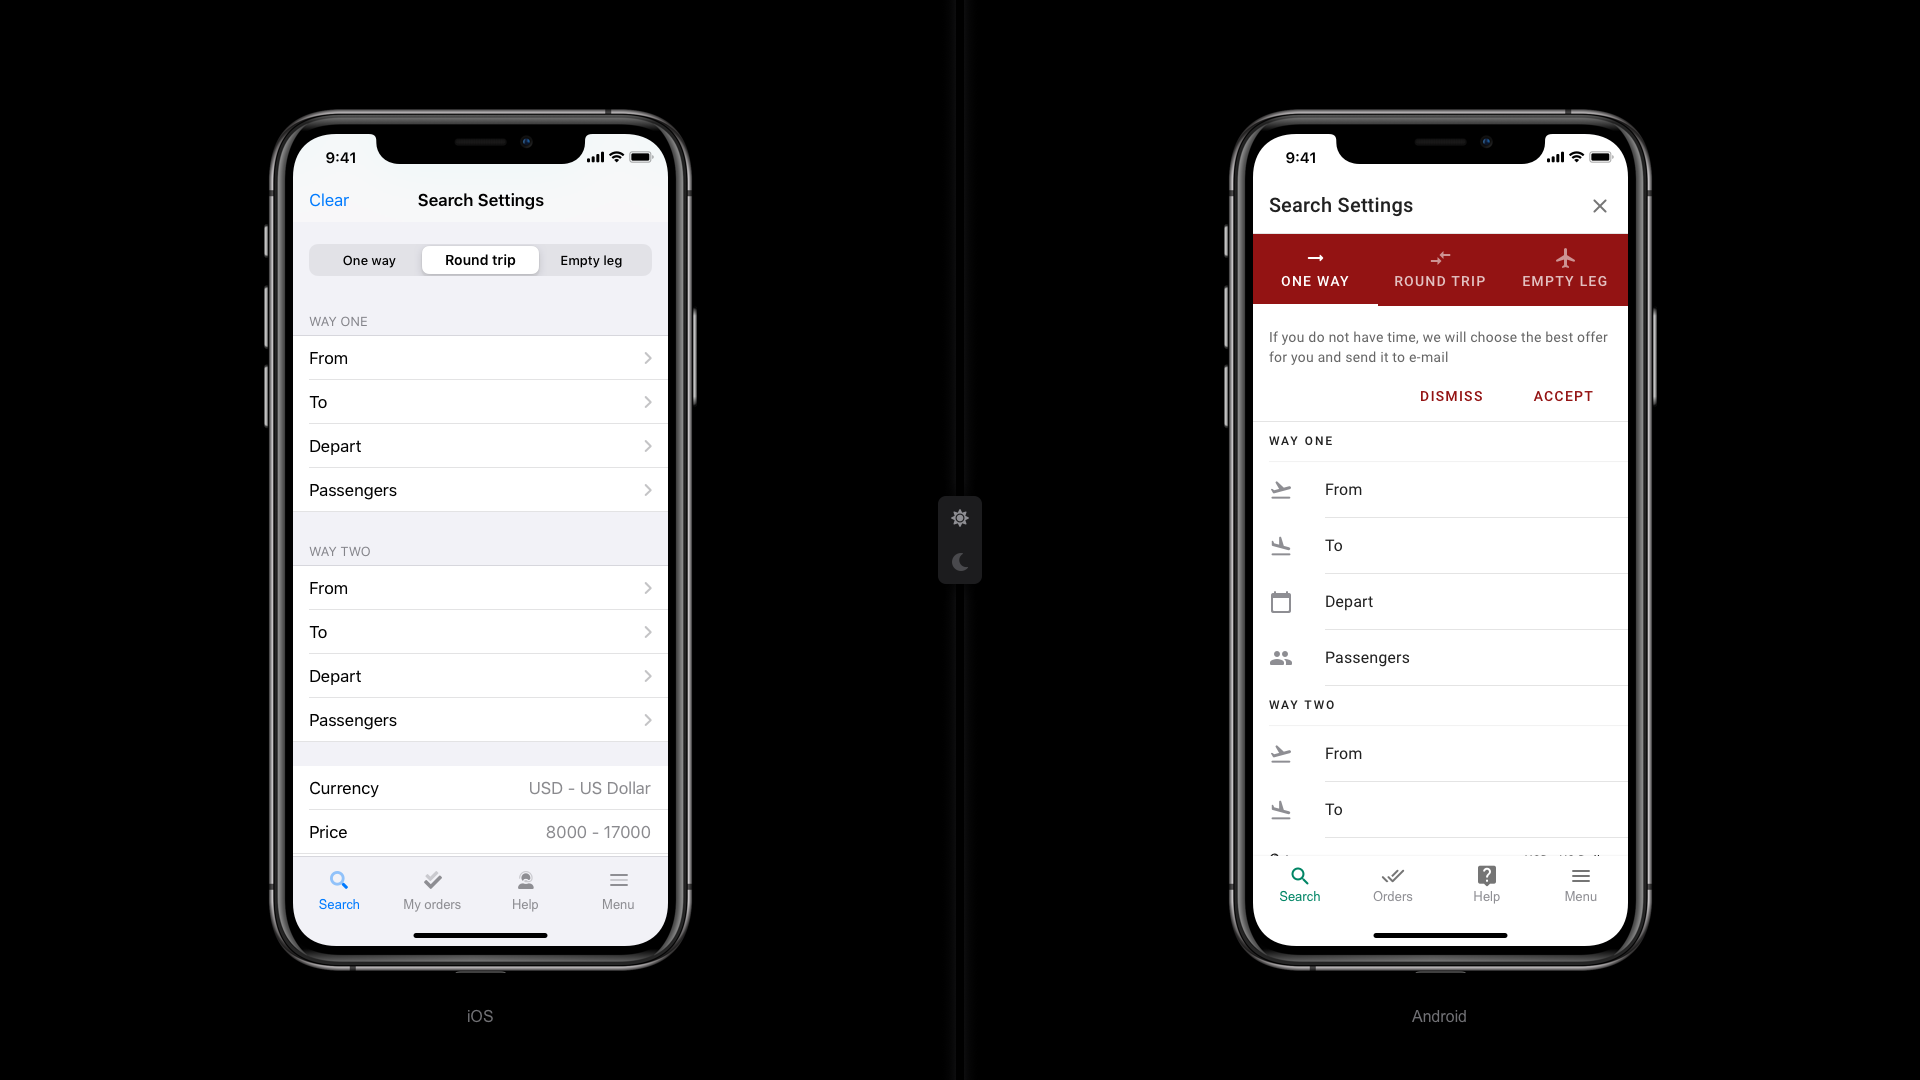 9:41
Clear
Search Settings
One way
Round trip
Empty leg
WAY ONE
From
To
Depart
Passengers
WAY TWO
From
To
Depart
Passengers
Currency USD - US Dollar
Price 8000 - 17000
Search
My orders
Help
Menu
iOS
9:41
Search Settings
ONE WAY
ROUND TRIP
EMPTY LEG
If you do not have time, we will choose the best offer
for you and send it to e-mail
DISMISS
ACCEPT
WAY ONE
From
To
Depart
Passengers
WAY TWO
From
To
Search
Orders
Help
Menu
Android